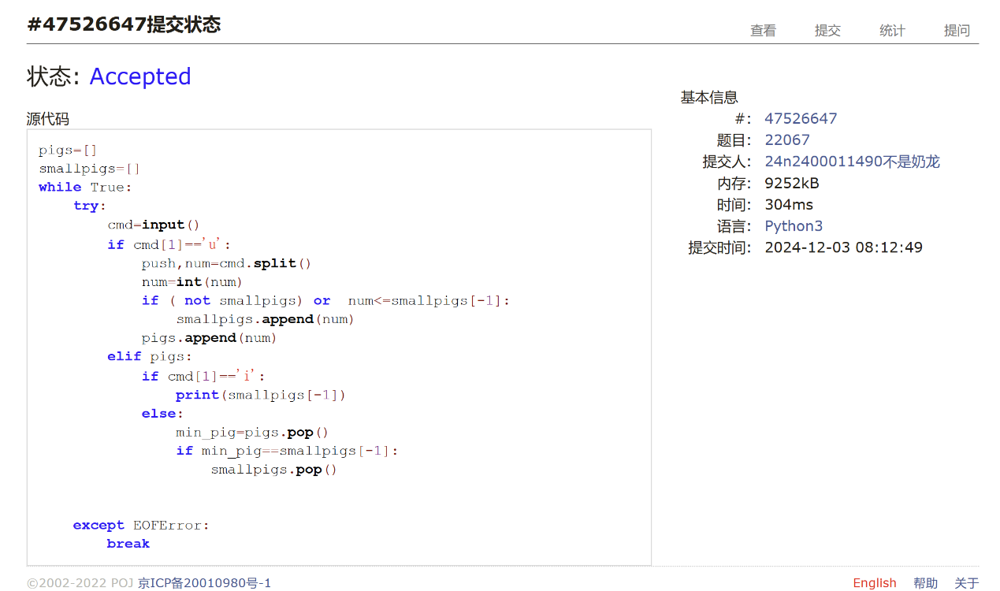 #47526647提交状态
查看 提交 统计 提问
状态: Accepted
源代码
pigs=[]
smallpigs=[]
while True:
    try:
        cmd=input()
        if cmd[1]=='u':
            push,num=cmd.split()
            num=int(num)
            if ( not smallpigs) or  num<=smallpigs[-1]:
                smallpigs.append(num)
            pigs.append(num)
        elif pigs:
            if cmd[1]=='i':
                print(smallpigs[-1])
            else:
                min_pig=pigs.pop()
                if min_pig==smallpigs[-1]:
                    smallpigs.pop()
    except EOFError:
        break
基本信息
#: 47526647
题目: 22067
提交人: 24n2400011490不是奶龙
内存: 9252kB
时间: 304ms
语言: Python3
提交时间: 2024-12-03 08:12:49
©2002-2022 POJ 京ICP备20010980号-1
English 帮助 关于